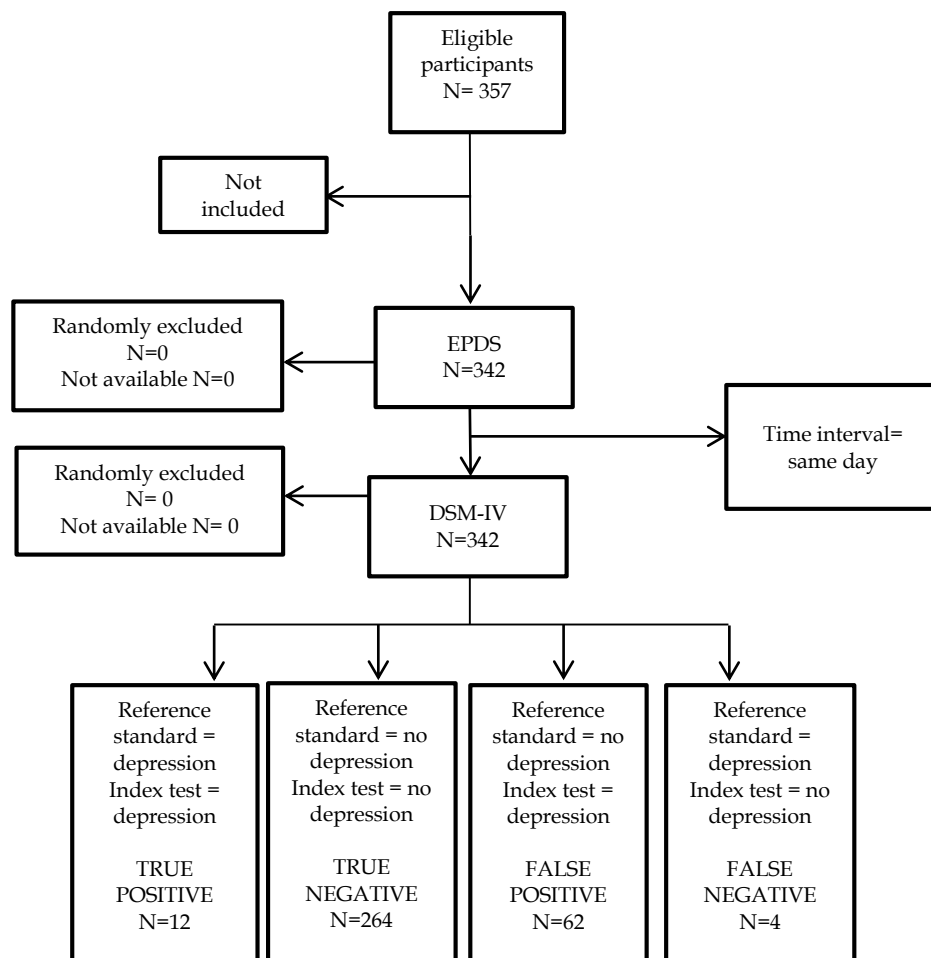 Eligible
participants
N= 357
Not
included
Randomly excluded
N=0
Not available N=0
EPDS
N=342
Time interval=
same day
Randomly excluded
N= 0
Not available N= 0
DSM-IV
N=342
Reference
standard =
depression
Index test =
depression
TRUE
POSITIVE
N=12
Reference
standard = no
depression
Index test = no
depression
TRUE
NEGATIVE
N=264
Reference
standard = no
depression
Index test =
depression
FALSE
POSITIVE
N=62
Reference
standard =
depression
Index test = no
depression
FALSE
NEGATIVE
N=4